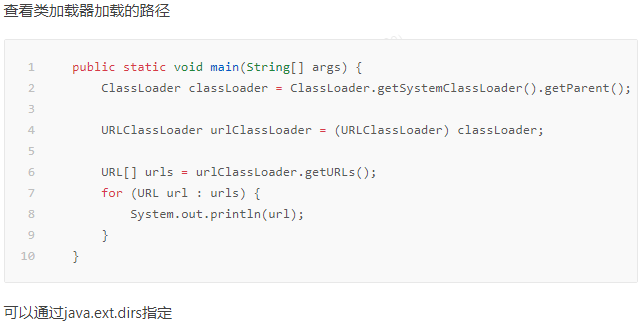 查看类加载器加载的路径
1 public static void main(String[] args) {
2 ClassLoader classLoader = ClassLoader.getSystemClassLoader().getParent();
3
4 URLClassLoader urlClassLoader = (URLClassLoader) classLoader;
5
6 URL[] urls = urlClassLoader.getURLs();
7 for (URL url : urls) {
8 System.out.println(url);
9 }
10 }
可以通过java.ext.dirs指定